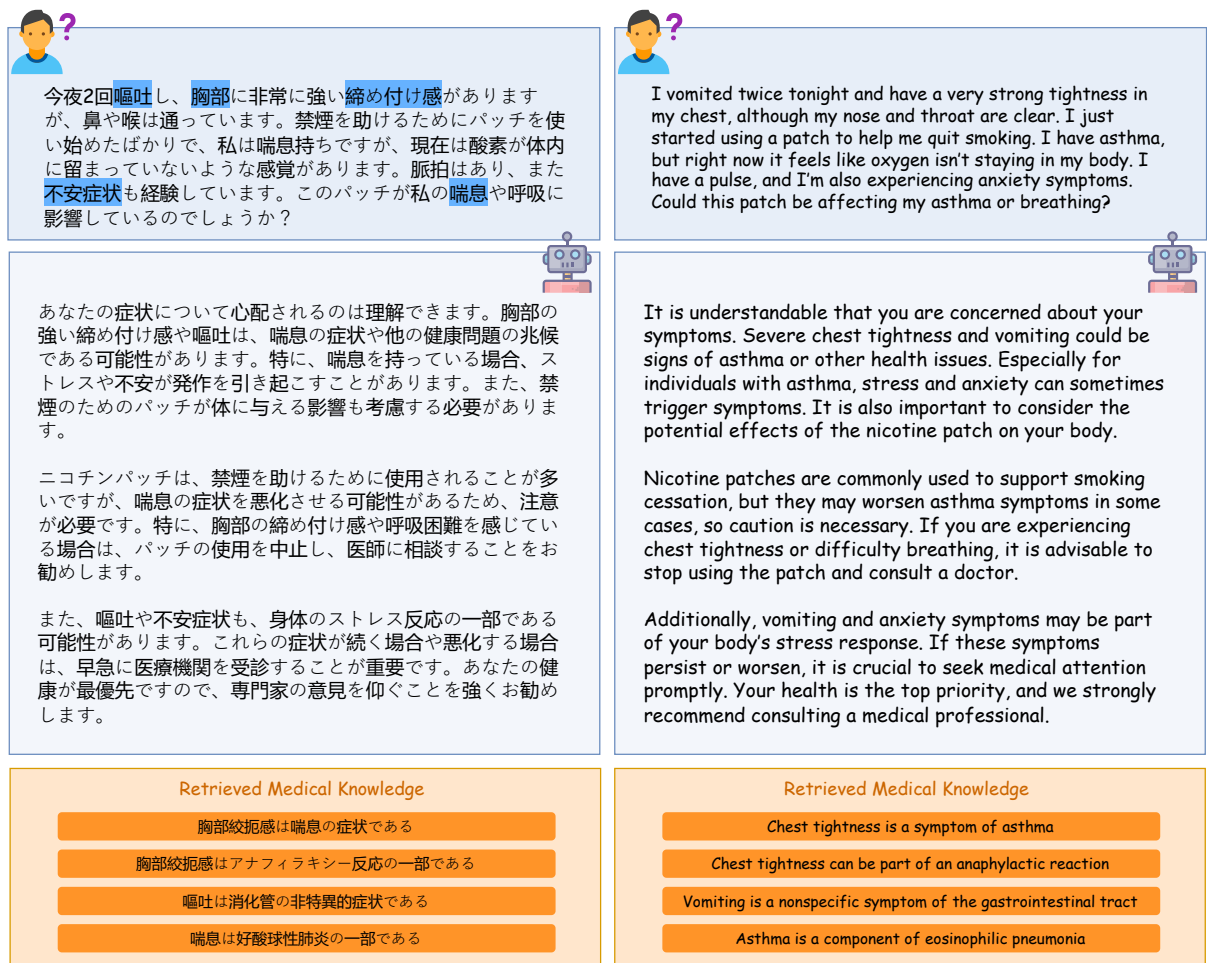 ?
今夜2回嘔吐し、胸部に非常に強い締め付け感があります
が、鼻や喉は通っています。禁煙を助けるためにパッチを使
い始めたばかりで、私は喘息持ちですが、現在は酸素が体内
に留まっていないような感覚があります。脈拍はあり、また
不安症状も経験しています。このパッチが私の喘息や呼吸に
影響しているのでしょうか？
?
I vomited twice tonight and have a very strong tightness in
my chest, although my nose and throat are clear. I just
started using a patch to help me quit smoking. I have asthma,
but right now it feels like oxygen isn't staying in my body. I
have a pulse, and I'm also experiencing anxiety symptoms.
Could this patch be affecting my asthma or breathing?
あなたの症状について心配されるのは理解できます。胸部の
強い締め付け感や嘔吐は、喘息の症状や他の健康問題の兆候
である可能性があります。特に、喘息を持っている場合、ス
トレスや不安が発作を引き起こすことがあります。また、禁
煙のためのパッチが体に与える影響も考慮する必要がありま
す。
ニコチンパッチは、禁煙を助けるために使用されることが多
いですが、喘息の症状を悪化させる可能性があるため、注意
が必要です。特に、胸部の締め付け感や呼吸困難を感じてい
る場合は、パッチの使用を中止し、医師に相談することをお
勧めします。
また、嘔吐や不安症状も、身体のストレス反応の一部である
可能性があります。これらの症状が続く場合や悪化する場合
は、早急に医療機関を受診することが重要です。あなたの健
康が最優先ですので、専門家の意見を仰ぐことを強くお勧め
します。
It is understandable that you are concerned about your
symptoms. Severe chest tightness and vomiting could be
signs of asthma or other health issues. Especially for
individuals with asthma, stress and anxiety can sometimes
trigger symptoms. It is also important to consider the
potential effects of the nicotine patch on your body.
Nicotine patches are commonly used to support smoking
cessation, but they may worsen asthma symptoms in some
cases, so caution is necessary. If you are experiencing
chest tightness or difficulty breathing, it is advisable to
stop using the patch and consult a doctor.
Additionally, vomiting and anxiety symptoms may be part
of your body's stress response. If these symptoms
persist or worsen, it is crucial to seek medical attention
promptly. Your health is the top priority, and we strongly
recommend consulting a medical professional.
Retrieved Medical Knowledge
胸部絞扼感は喘息の症状である
胸部絞扼感はアナフィラキシー反応の一部である
嘔吐は消化管の非特異的症状である
喘息は好酸球性肺炎の一部である
Retrieved Medical Knowledge
Chest tightness is a symptom of asthma
Chest tightness can be part of an anaphylactic reaction
Vomiting is a nonspecific symptom of the gastrointestinal tract
Asthma is a component of eosinophilic pneumonia